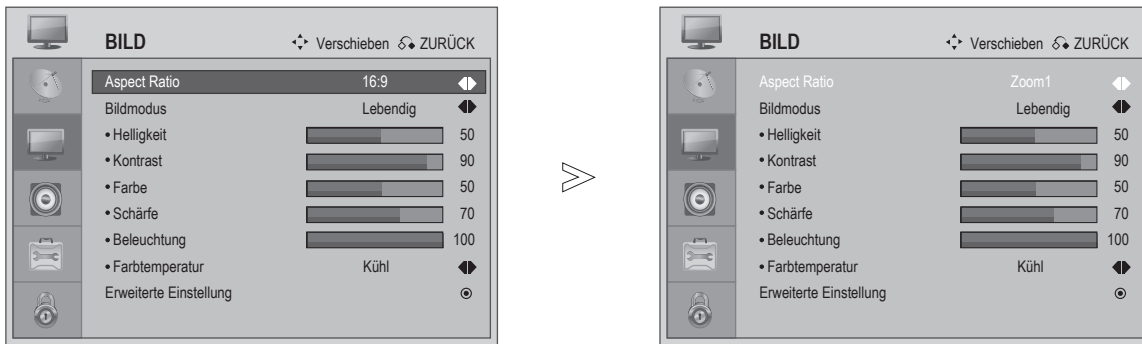 BILD Verschieben ZURÜCK
Aspect Ratio 16:9
Bildmodus Lebendig
• Helligkeit 50
• Kontrast 90
• Farbe 50
• Schärfe 70
• Beleuchtung 100
• Farbtemperatur Kühl
Erweiterte Einstellung
>
BILD Verschieben ZURÜCK
Aspect Ratio Zoom1
Bildmodus Lebendig
• Helligkeit 50
• Kontrast 90
• Farbe 50
• Schärfe 70
• Beleuchtung 100
• Farbtemperatur Kühl
Erweiterte Einstellung